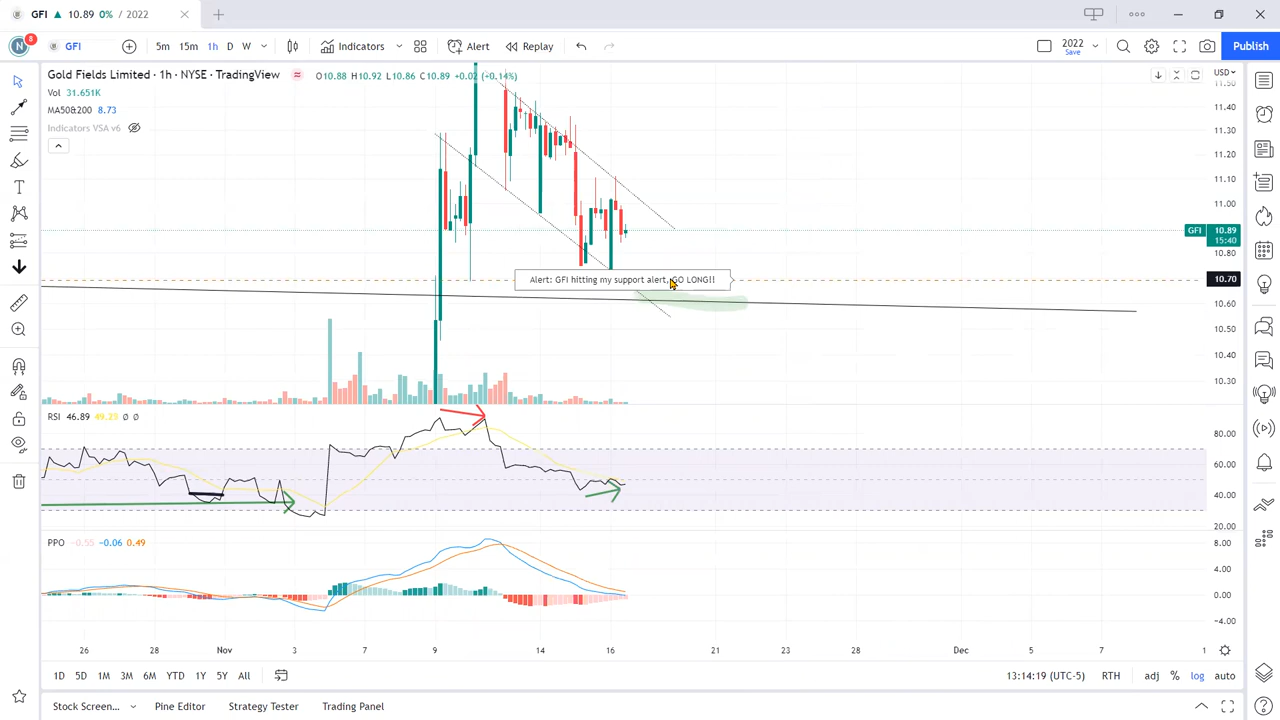 GFI ▲ 10.89 0% / 2022
N 8 GFI 5m 15m 1h D W Indicators Alert Replay 2022 Save Publish
Gold Fields Limited · 1h · NYSE · TradingView O10.88 H10.92 L10.86 C10.89 +0.02 (+0.14%)
Vol 31.651K
MA50&200 8.73
Indicators VSA v6
USD
11.50
11.40
11.30
11.20
11.10
11.00
GFI 10.89
15:40
10.80
Alert: GFI hitting my support alert, GO LONG!!
10.70
10.60
10.50
10.40
10.30
RSI 46.89 49.25 Ø Ø
80.00
60.00
40.00
20.00
PPO -0.55 -0.06 0.49
8.00
4.00
0.00
-4.00
26 28 Nov 3 7 9 14 16 21 23 28 Dec 5 7 1
1D 5D 1M 3M 6M YTD 1Y 5Y All 13:14:19 (UTC-5) RTH adj % log auto
Stock Screen... Pine Editor Strategy Tester Trading Panel